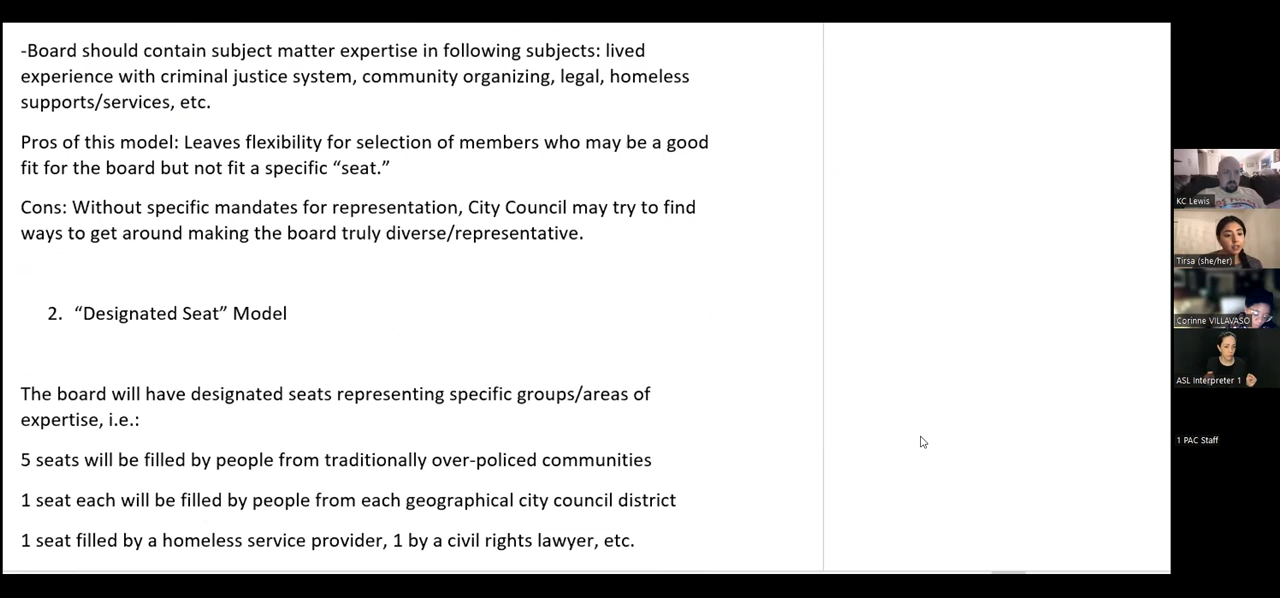 -Board should contain subject matter expertise in following subjects: lived
experience with criminal justice system, community organizing, legal, homeless
supports/services, etc.
Pros of this model: Leaves flexibility for selection of members who may be a good
fit for the board but not fit a specific “seat.”
Cons: Without specific mandates for representation, City Council may try to find
ways to get around making the board truly diverse/representative.
2. “Designated Seat” Model
The board will have designated seats representing specific groups/areas of
expertise, i.e.:
5 seats will be filled by people from traditionally over-policed communities
1 seat each will be filled by people from each geographical city council district
1 seat filled by a homeless service provider, 1 by a civil rights lawyer, etc.
KC Lewis
Tirsa (she/her)
Corinne VILLAVASO
ASL Interpreter 1
1 PAC Staff